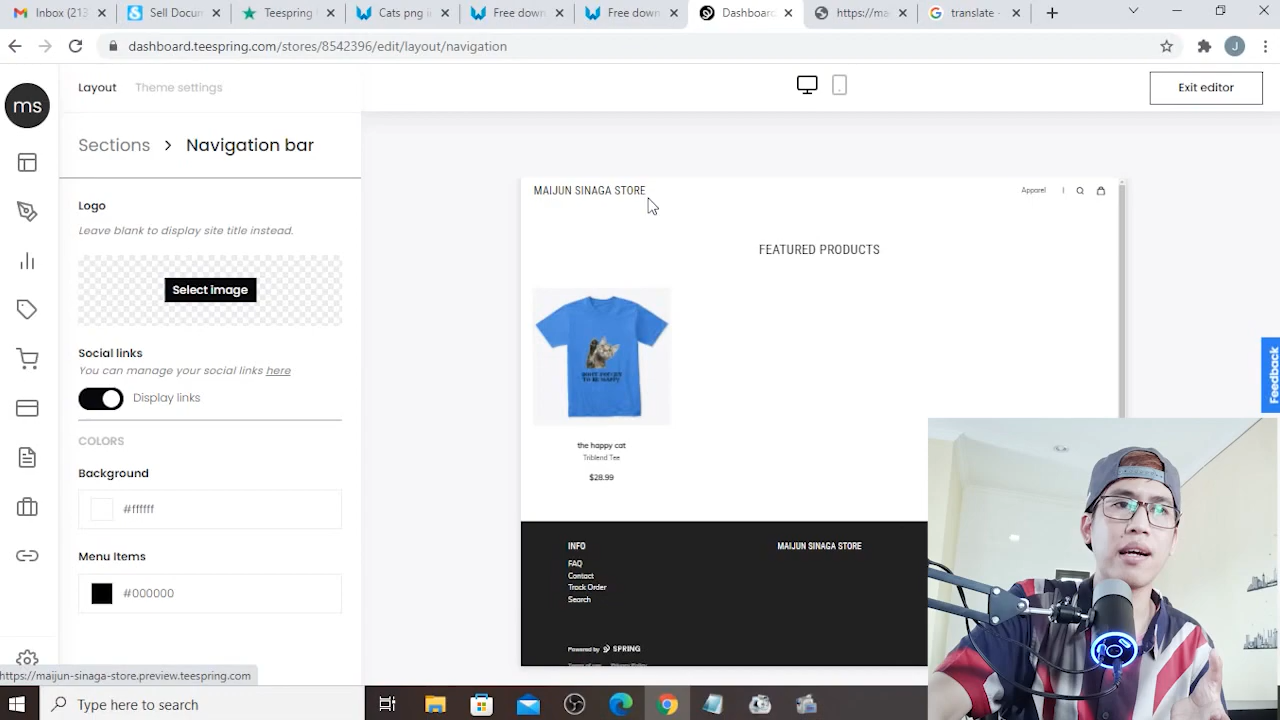 Inbox (213
Sell Docu
Teespring
Cats png i
Free down
Free down
Dashboar
https://ma
translate -
dashboard.teespring.com/stores/8542396/edit/layout/navigation
ms
Layout
Theme settings
Exit editor
Sections > Navigation bar
Logo
Leave blank to display site title instead.
Select image
Social links
You can manage your social links here
Display links
COLORS
Background
#ffffff
Menu Items
#000000
MAIJUN SINAGA STORE
Apparel
FEATURED PRODUCTS
the happy cat
Triblend Tee
$28.99
INFO
FAQ
Contact
Track Order
Search
MAIJUN SINAGA STORE
Powered by SPRING
Feedback
https://maijun-sinaga-store.preview.teespring.com
Type here to search